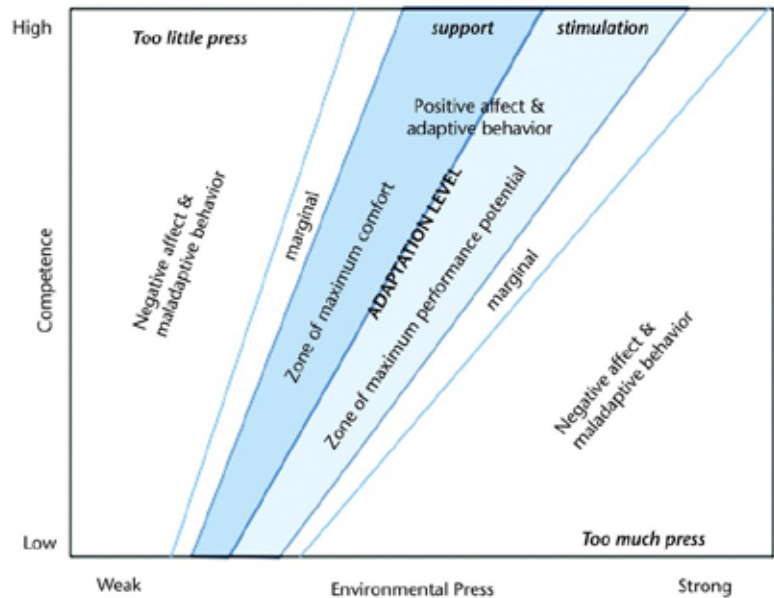 High
Too little press
support
stimulation
Positive affect &
adaptive behavior
Negative affect &
maladaptive behavior
marginal
Zone of maximum comfort
ADAPTATION LEVEL
Zone of maximum performance potential
marginal
Negative affect &
maladaptive behavior
Competence
Low
Too much press
Weak
Environmental Press
Strong